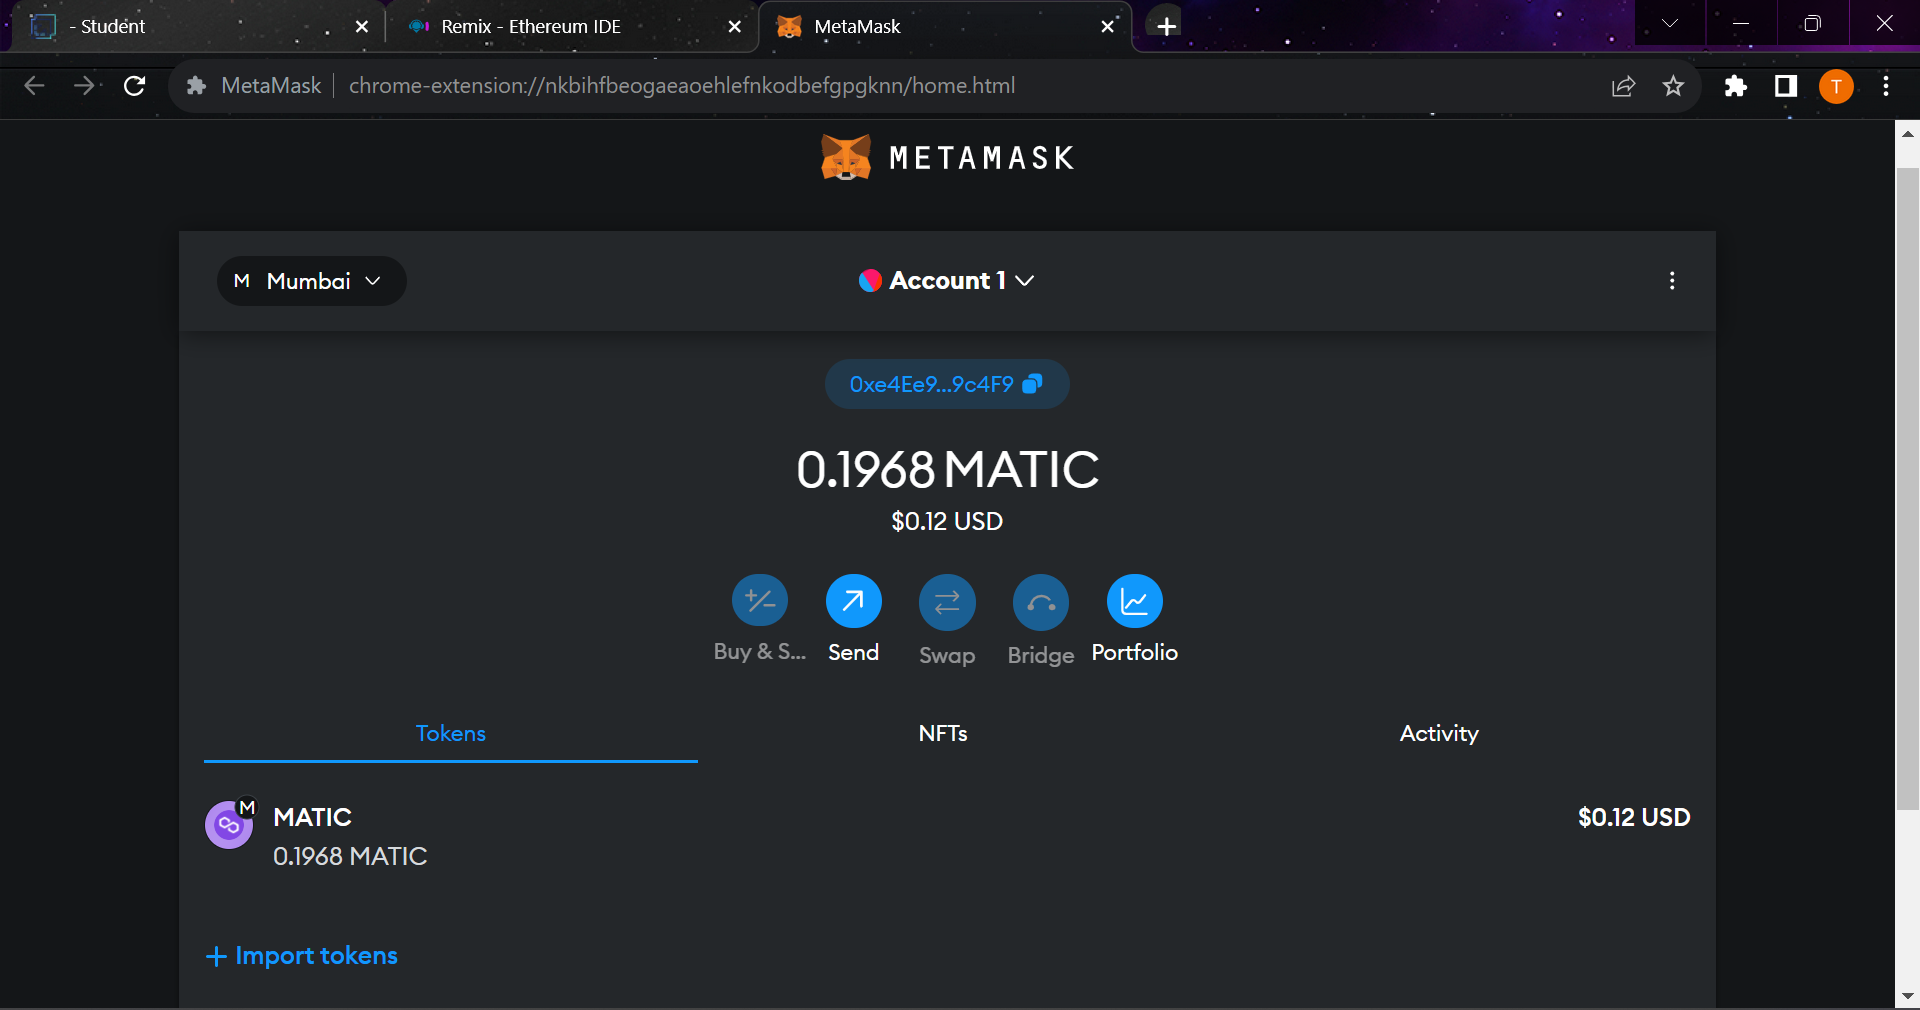 - Student
Remix - Ethereum IDE
MetaMask
MetaMask
chrome-extension://nkbihfbeogaeaoehlefnkodbefgpgknn/home.html
T
METAMASK
M Mumbai
Account 1
0xe4Ee9...9c4F9
0.1968 MATIC
$0.12 USD
Buy & S...
Send
Swap
Bridge
Portfolio
Tokens
NFTs
Activity
M
MATIC
$0.12 USD
0.1968 MATIC
+ Import tokens